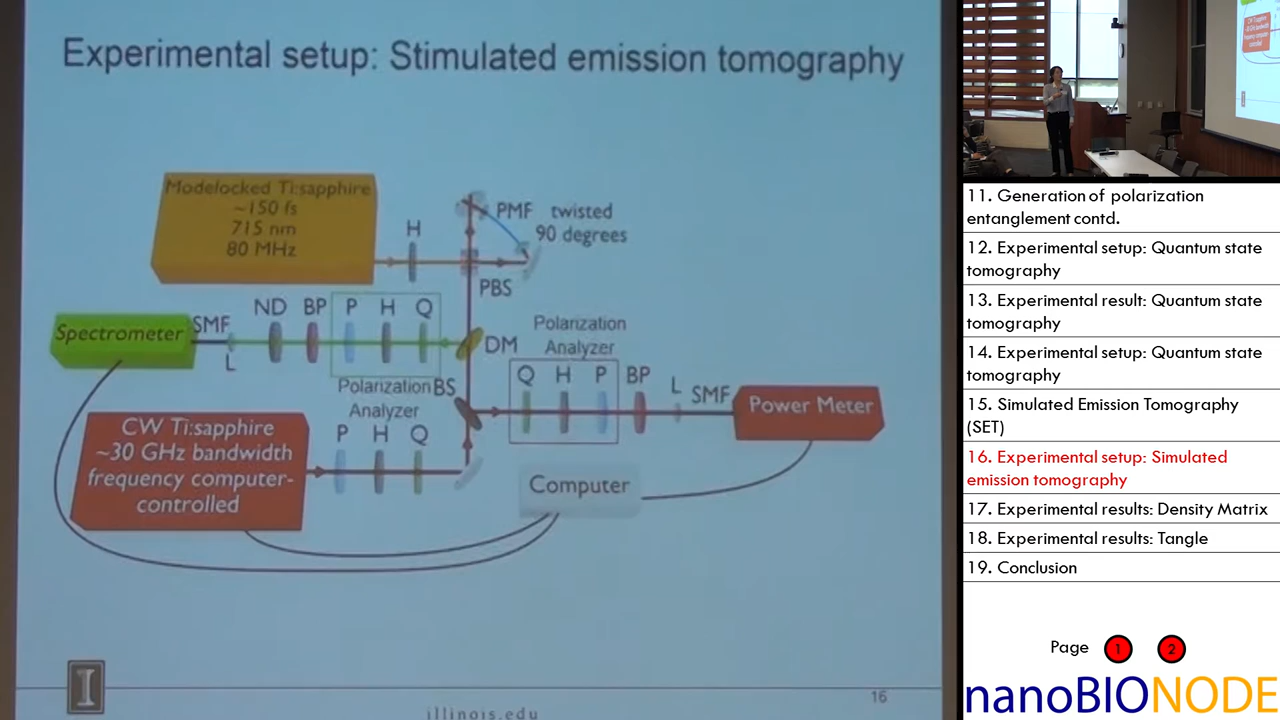 Experimental setup: Stimulated emission tomography
Modelocked Ti:sapphire
~150 fs
715 nm
80 MHz
H
PMF twisted
90 degrees
PBS
ND BP P H Q
Spectrometer
SMF
L
DM
Polarization
Analyzer
Polarization BS
Analyzer
Q H P BP L SMF
Power Meter
CW Ti:sapphire
~30 GHz bandwidth
frequency computer-
controlled
P H Q
Computer
I
16
illinois.edu
11. Generation of polarization
entanglement contd.
12. Experimental setup: Quantum state
tomography
13. Experimental result: Quantum state
tomography
14. Experimental setup: Quantum state
tomography
15. Simulated Emission Tomography
(SET)
16. Experimental setup: Simulated
emission tomography
17. Experimental results: Density Matrix
18. Experimental results: Tangle
19. Conclusion
Page 1 2
nanoBIONODE